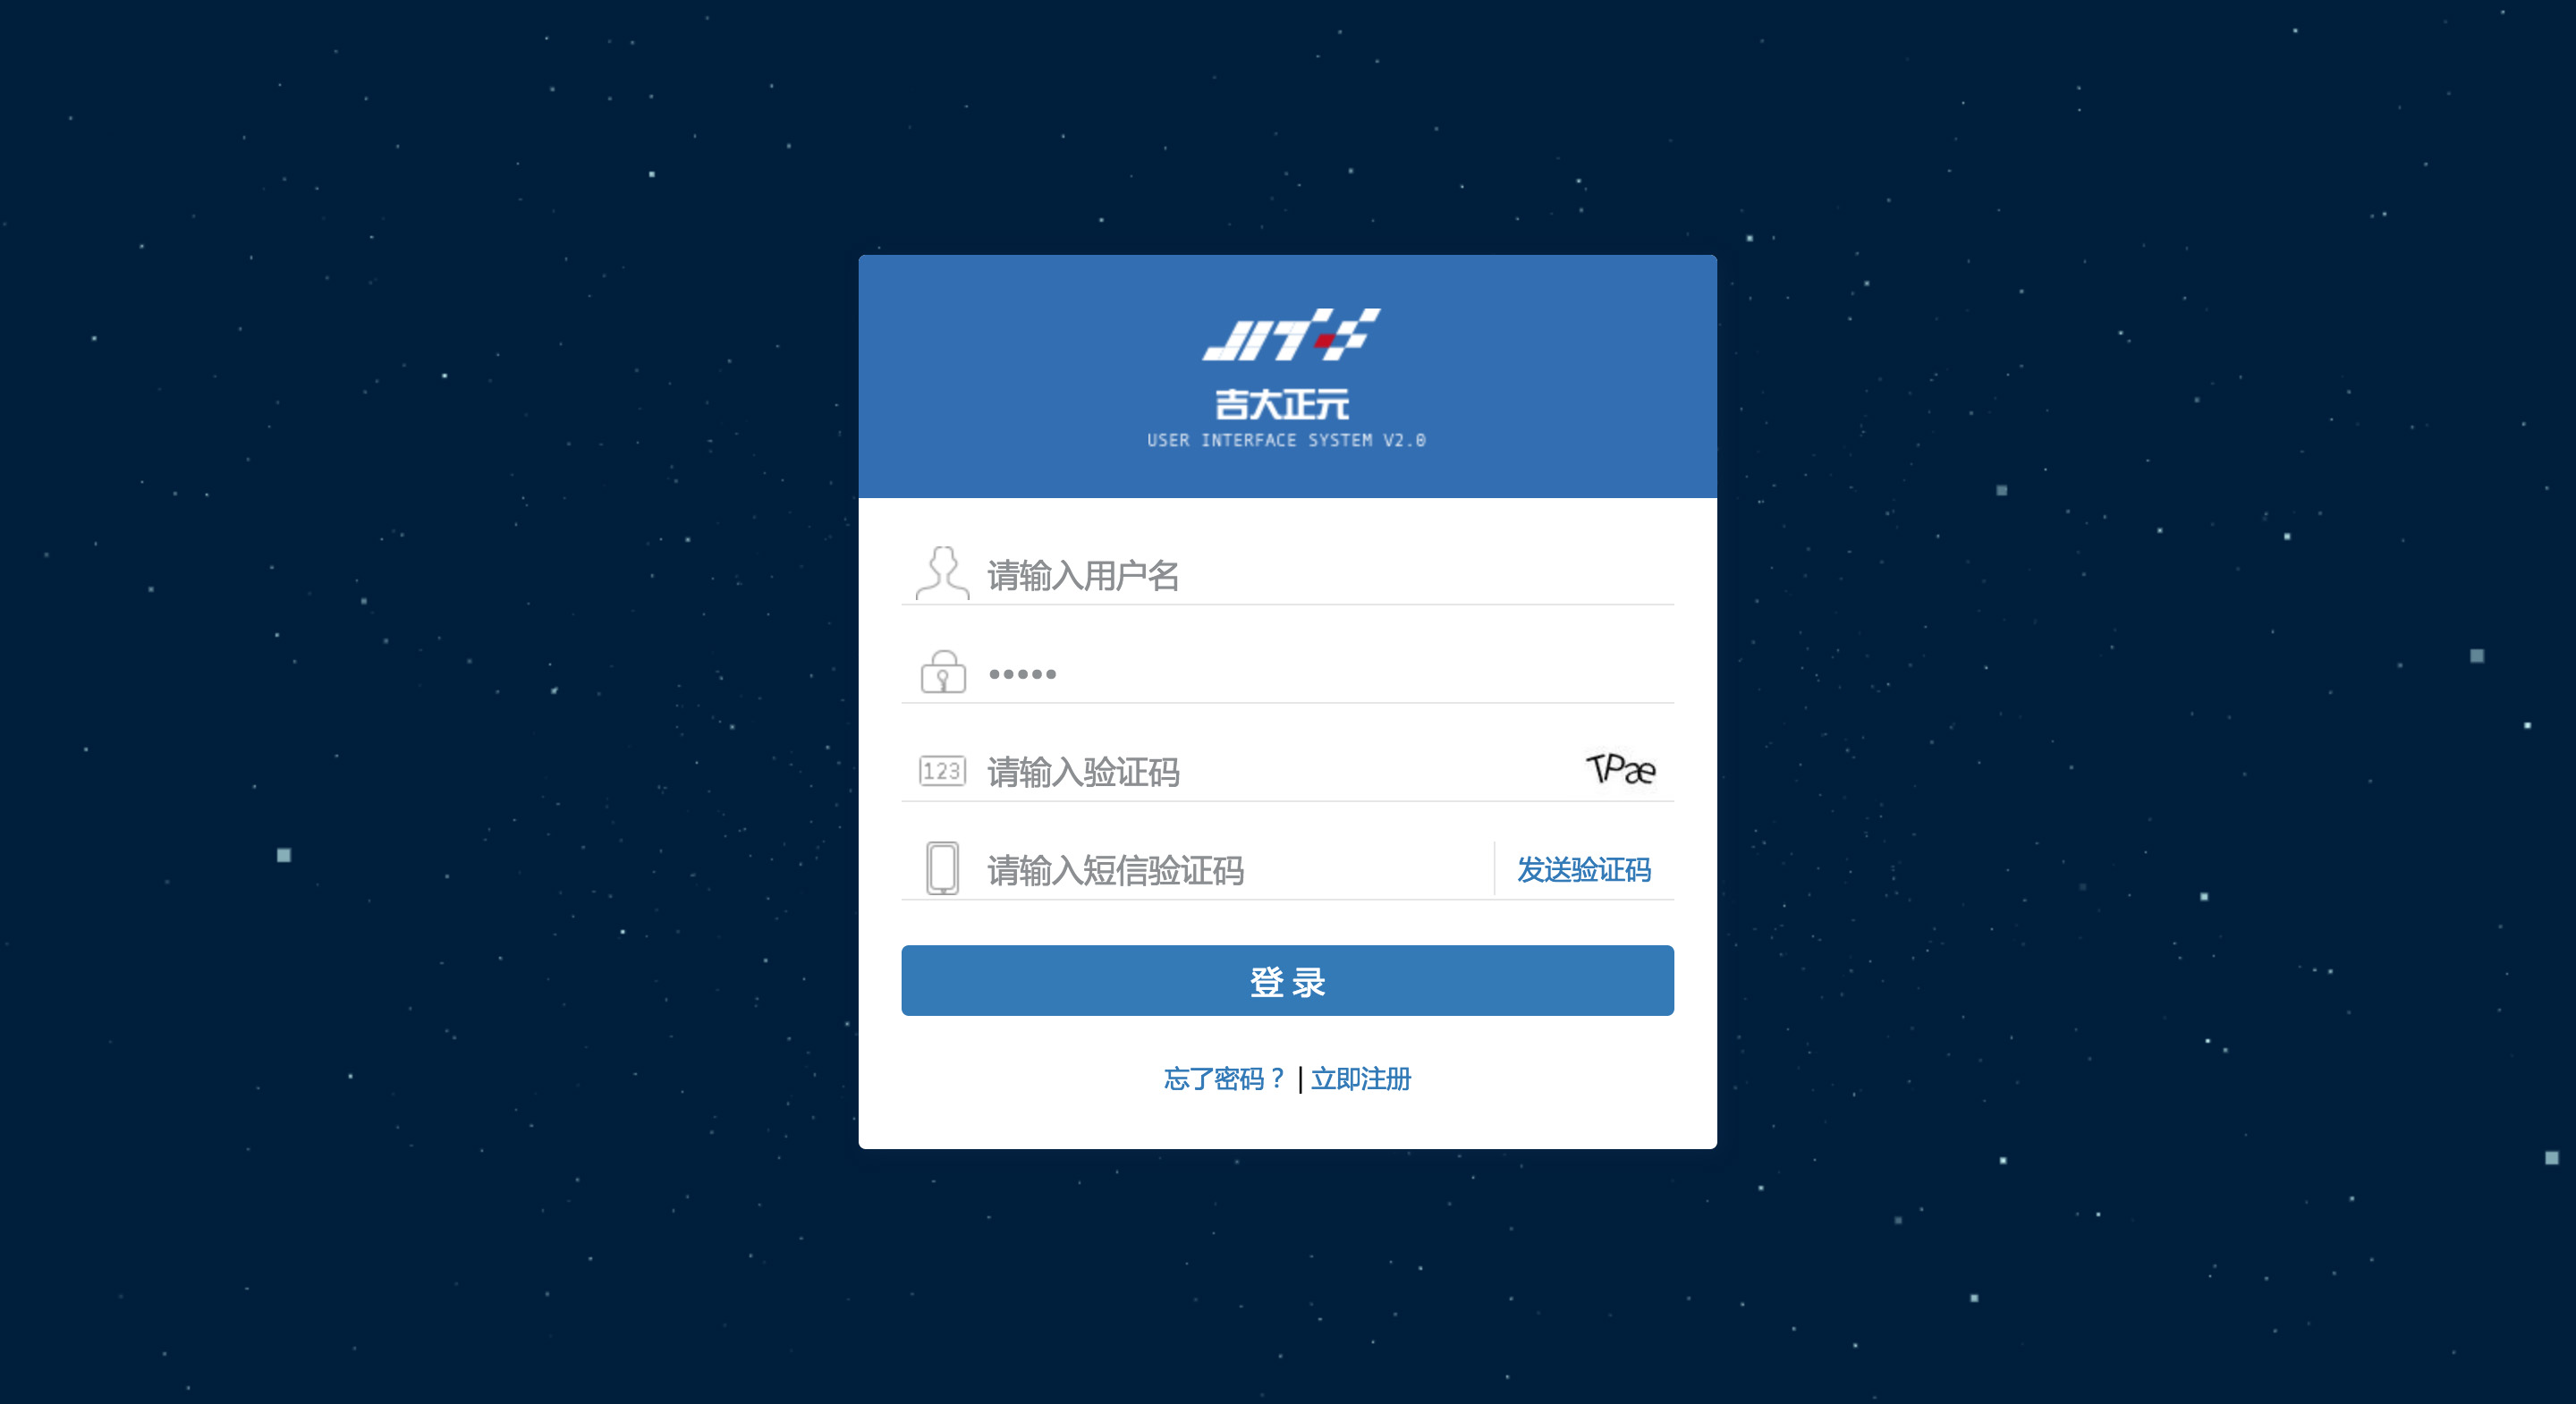 JIT
吉大正元
USER INTERFACE SYSTEM V2.0
请输入用户名
•••••
123 请输入验证码 TPae
请输入短信验证码 发送验证码
登 录
忘了密码？ | 立即注册